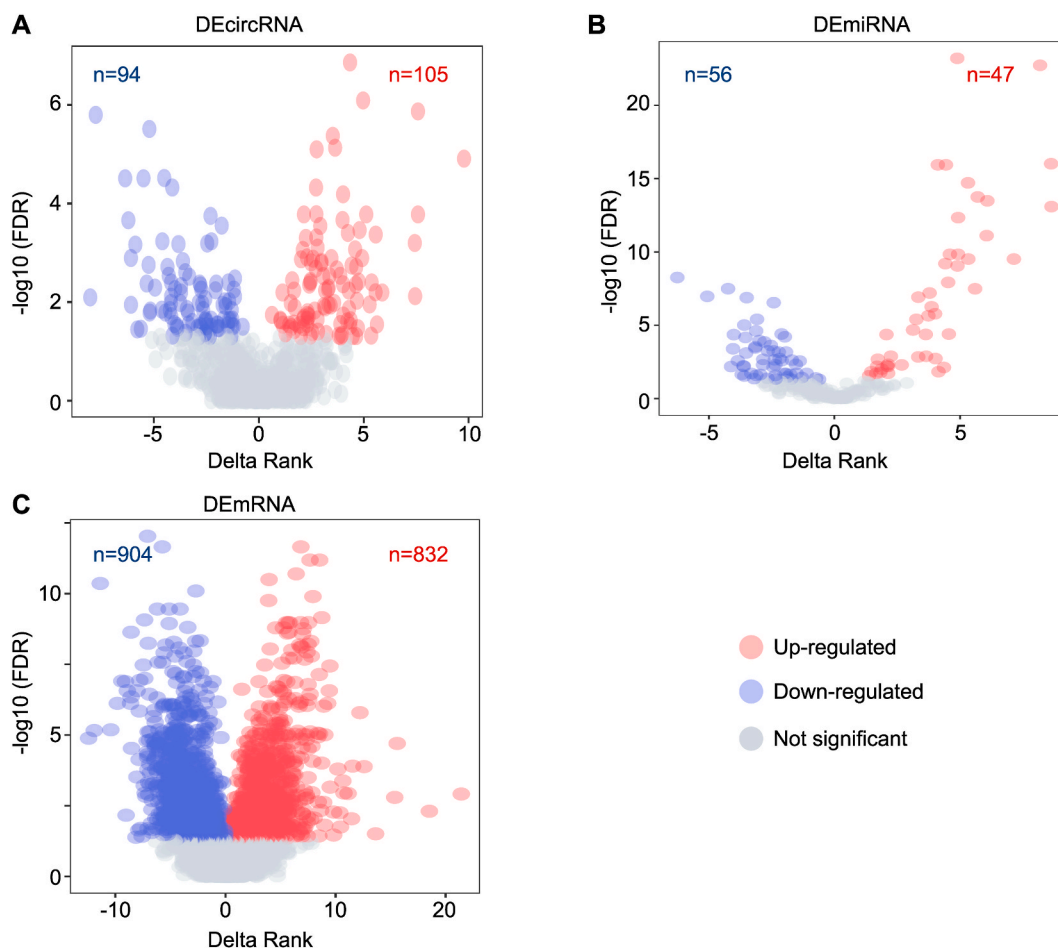 A
DEcircRNA
n=94
n=105
6
4
2
0
-log10 (FDR)
-5
0
5
10
Delta Rank
B
DEmiRNA
n=56
n=47
20
15
10
5
0
-log10 (FDR)
-5
0
5
Delta Rank
C
DEmRNA
n=904
n=832
10
5
0
-log10 (FDR)
-10
0
10
20
Delta Rank
Up-regulated
Down-regulated
Not significant